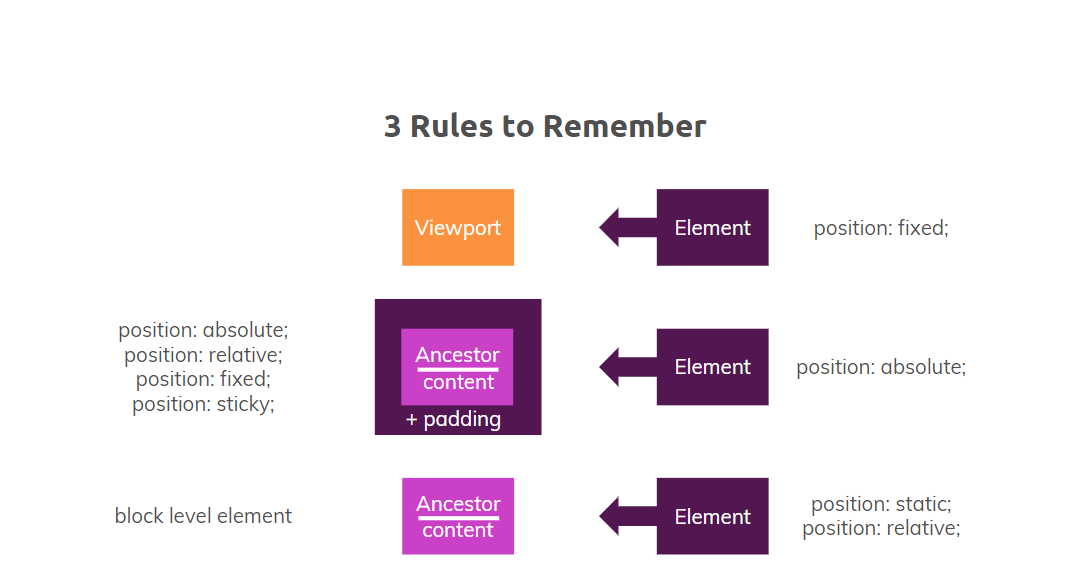 3 Rules to Remember
Viewport
Element
position: fixed;
position: absolute;
position: relative;
position: fixed;
position: sticky;
Ancestor
content
+ padding
Element
position: absolute;
block level element
Ancestor
content
Element
position: static;
position: relative;